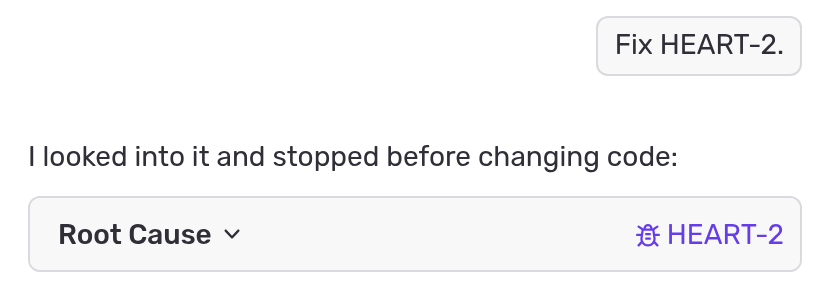 Fix HEART-2.
I looked into it and stopped before changing code:
Root Cause HEART-2